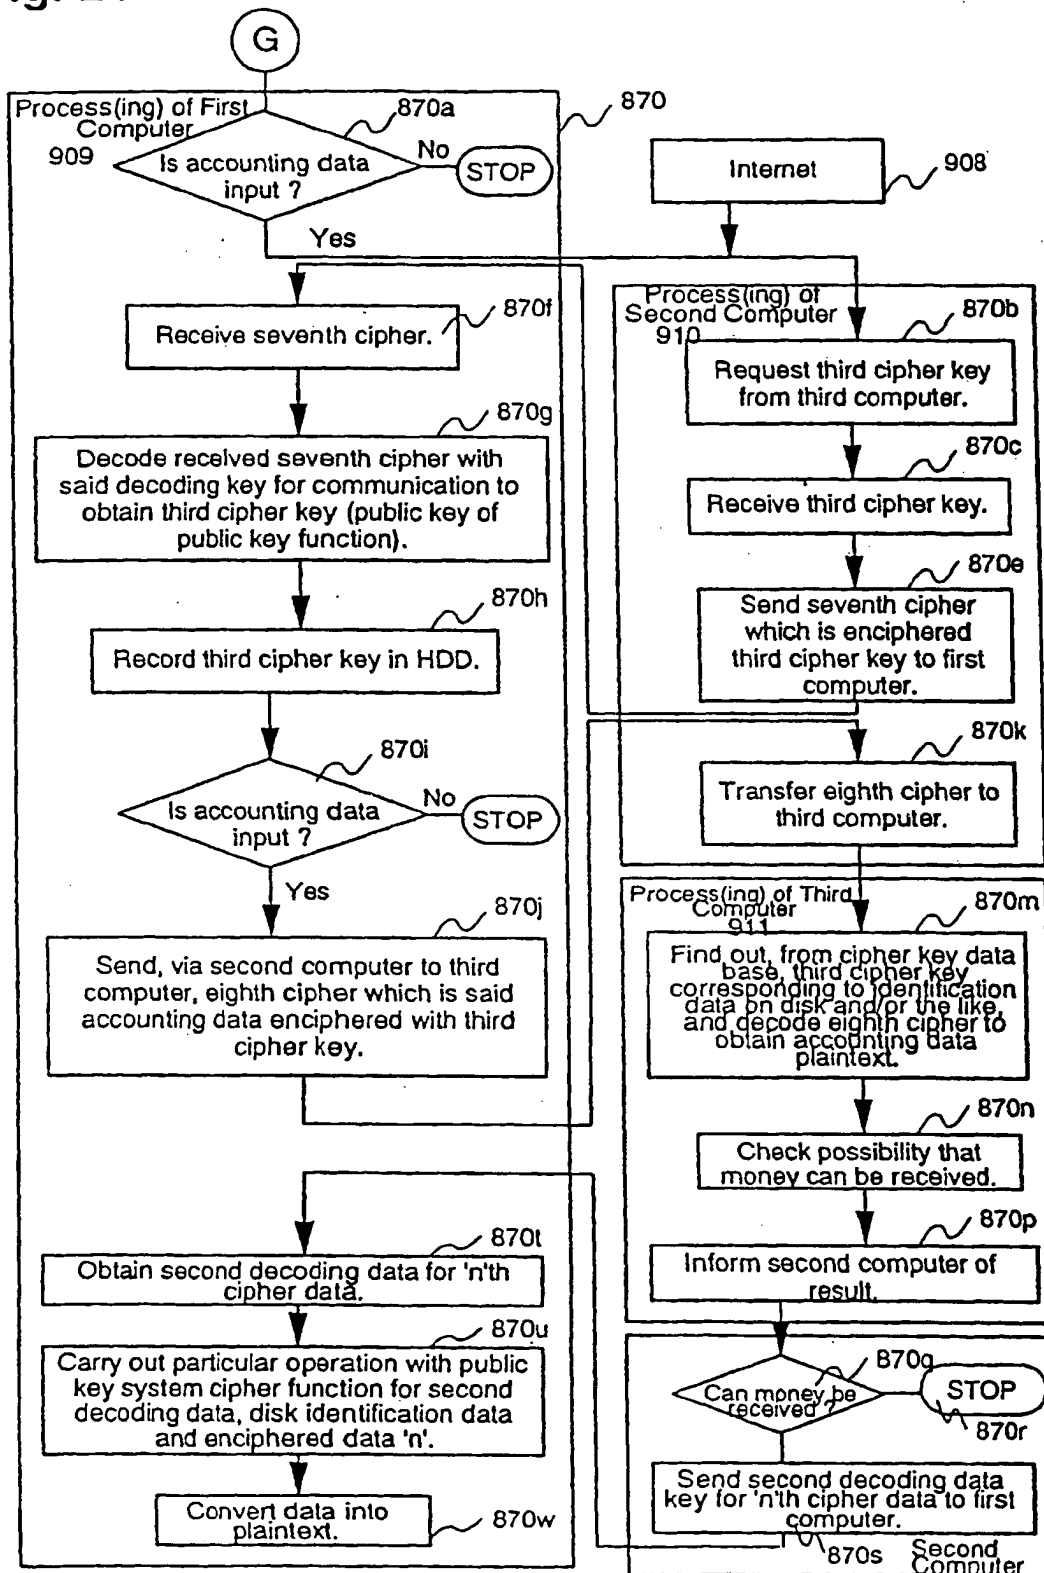 G
Process(ing) of First
Computer
909
870a
870
Is accounting data
input ?
No
STOP
Yes
Internet
908
870f
Receive seventh cipher.
870g
Decode received seventh cipher with
said decoding key for communication to
obtain third cipher key (public key of
public key function).
870h
Record third cipher key in HDD.
870i
Is accounting data
input ?
No
STOP
Yes
870j
Send, via second computer to third
computer, eighth cipher which is said
accounting data enciphered with third
cipher key.
870t
Obtain second decoding data for 'n'th
cipher data.
870u
Carry out particular operation with public
key system cipher function for second
decoding data, disk identification data
and enciphered data 'n'.
Convert data into
plaintext.
870w
Process(ing) of
Second Computer
910
870b
Request third cipher key
from third computer.
870c
Receive third cipher key.
870e
Send seventh cipher
which is enciphered
third cipher key to first
computer.
870k
Transfer eighth cipher to
third computer.
Process(ing) of Third
Computer
911
870m
Find out, from cipher key data
base, third cipher key
corresponding to identification
data on disk and/or the like,
and decode eighth cipher to
obtain accounting data
plaintext.
870n
Check possibility that
money can be received.
870p
Inform second computer of
result.
870q
Can money be
received ?
STOP
870r
Send second decoding data
key for 'n'th cipher data to first
computer.
870s
Second
Computer